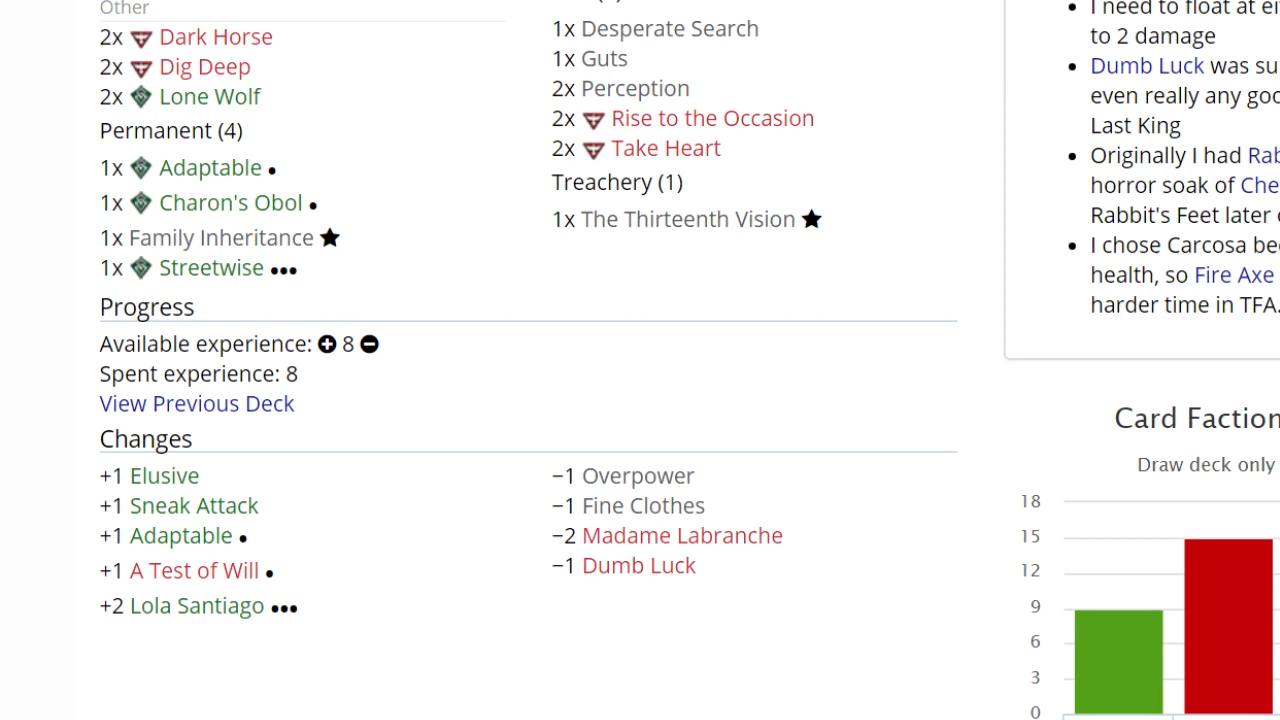 Other
2x Dark Horse
2x Dig Deep
2x Lone Wolf
Permanent (4)
1x Adaptable •
1x Charon's Obol •
1x Family Inheritance ★
1x Streetwise •••
1x Desperate Search
1x Guts
2x Perception
2x Rise to the Occasion
2x Take Heart
Treachery (1)
1x The Thirteenth Vision ★
Progress
Available experience: 8
Spent experience: 8
View Previous Deck
Changes
+1 Elusive
+1 Sneak Attack
+1 Adaptable •
+1 A Test of Will •
+2 Lola Santiago •••
−1 Overpower
−1 Fine Clothes
−2 Madame Labranche
−1 Dumb Luck
• I need to float at
to 2 damage
• Dumb Luck was
even really any
Last King
• Originally I had
horror soak of
Rabbit's Feet later
• I chose Carcosa
health, so Fire Axe
harder time in TFA.
Card Faction
Draw deck only
18
15
12
9
6
3
0